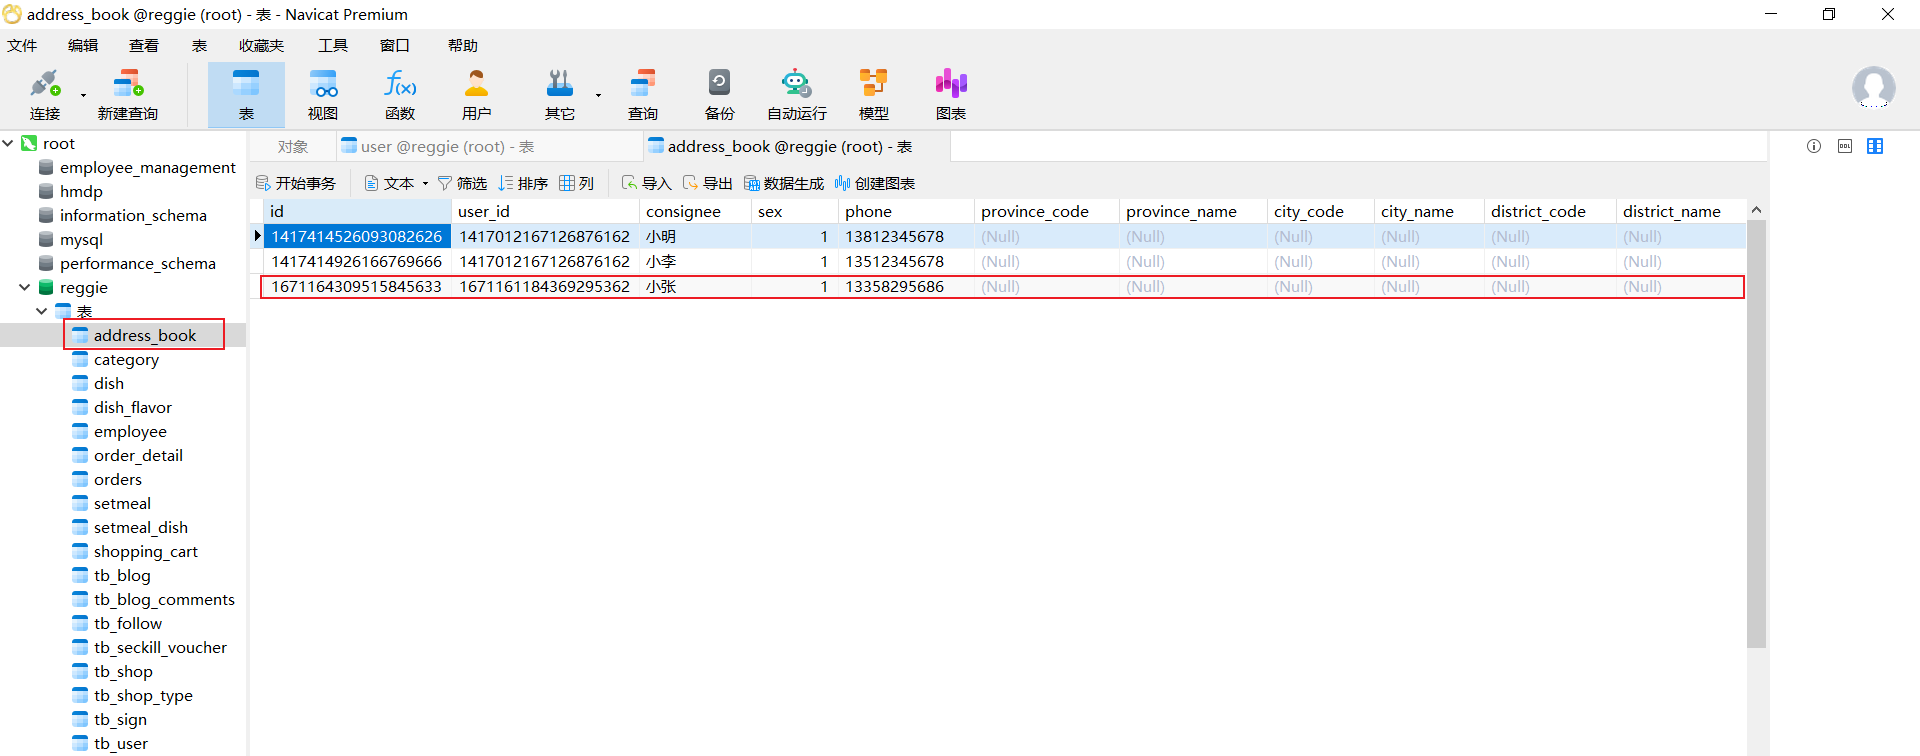 address_book @reggie (root) - 表 - Navicat Premium
文件 编辑 查看 表 收藏夹 工具 窗口 帮助
连接 新建查询 表 视图 函数 用户 其它 查询 备份 自动运行 模型 图表
root
employee_management
hmdp
information_schema
mysql
performance_schema
reggie
表
address_book
category
dish
dish_flavor
employee
order_detail
orders
setmeal
setmeal_dish
shopping_cart
tb_blog
tb_blog_comments
tb_follow
tb_seckill_voucher
tb_shop
tb_shop_type
tb_sign
tb_user
对象 user @reggie (root) - 表 address_book @reggie (root) - 表
开始事务 文本 筛选 排序 列 导入 导出 数据生成 创建图表
id user_id consignee sex phone province_code province_name city_code city_name district_code district_name
1417414526093082626 1417012167126876162 小明 1 13812345678 (Null) (Null) (Null) (Null) (Null) (Null)
1417414926166769666 1417012167126876162 小李 1 13512345678 (Null) (Null) (Null) (Null) (Null) (Null)
1671164309515845633 1671161184369295362 小张 1 13358295686 (Null) (Null) (Null) (Null) (Null) (Null)